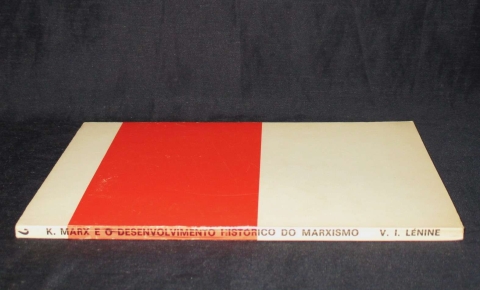 K. MARX E O DESENVOLVIMENTO HISTÓRICO DO MARXISMO V. I. LÉNINE